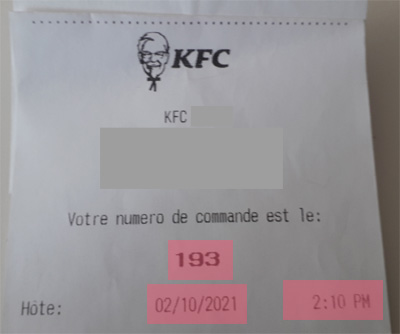 KFC
KFC
Votre numero de commande est le:
193
Hôte: 02/10/2021 2:10 PM